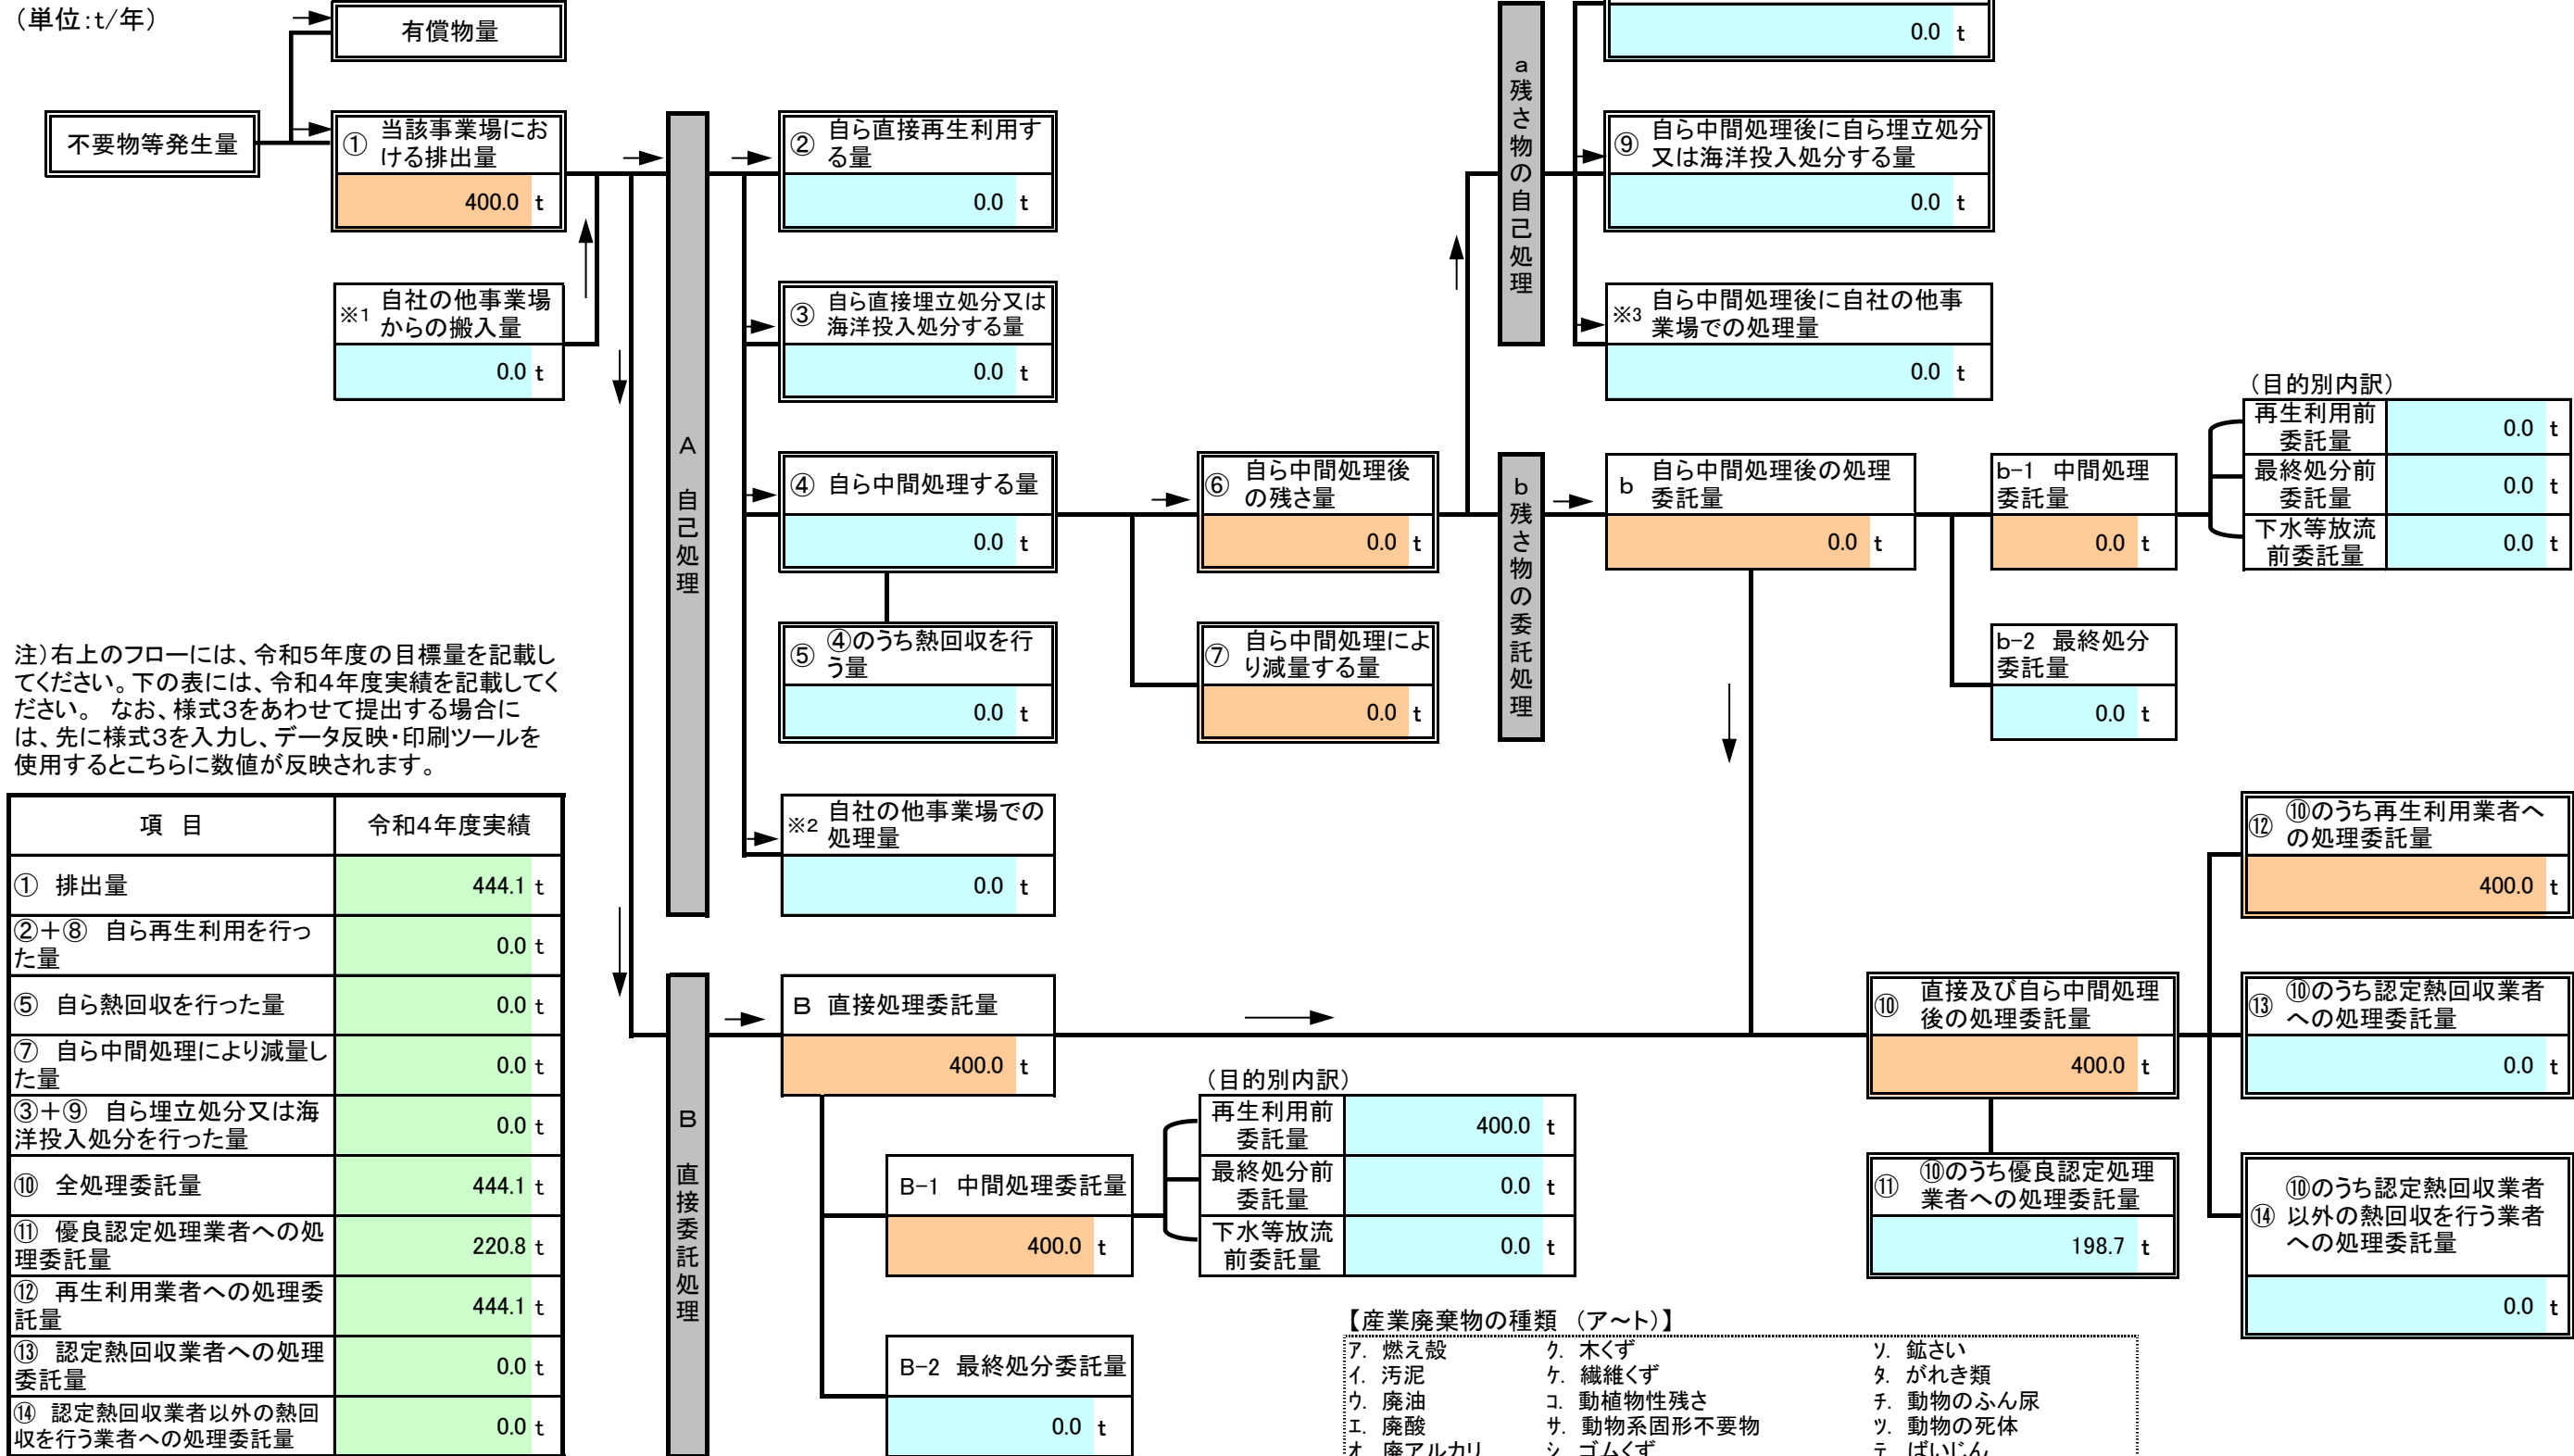 （単位：t/年）
有償物量
不要物等発生量
① 当該事業場にお
ける排出量
400.0 t
※1 自社の他事業場
からの搬入量
0.0 t
A 自己処理
② 自ら直接再生利用す
る量
0.0 t
③ 自ら直接埋立処分又は
海洋投入処分する量
0.0 t
④ 自ら中間処理する量
0.0 t
⑤ ④のうち熱回収を行
う量
0.0 t
※2 自社の他事業場での
処理量
0.0 t
⑥ 自ら中間処理後
の残さ量
0.0 t
⑦ 自ら中間処理によ
り減量する量
0.0 t
a 残さ物の自己処理
0.0 t
⑨ 自ら中間処理後に自ら埋立処分
又は海洋投入処分する量
0.0 t
※3 自ら中間処理後に自社の他事
業場での処理量
0.0 t
b 残さ物の委託処理
b 自ら中間処理後の処理
委託量
0.0 t
b-1 中間処理
委託量
0.0 t
（目的別内訳）
再生利用前
委託量
0.0 t
最終処分前
委託量
0.0 t
下水等放流
前委託量
0.0 t
b-2 最終処分
委託量
0.0 t
注）右上のフローには、令和５年度の目標量を記載し
てください。下の表には、令和４年度実績を記載してく
ださい。 なお、様式３をあわせて提出する場合に
は、先に様式３を入力し、データ反映・印刷ツールを
使用するとこちらに数値が反映されます。
項 目 令和４年度実績
① 排出量 444.1 t
②＋⑧ 自ら再生利用を行っ
た量 0.0 t
⑤ 自ら熱回収を行った量 0.0 t
⑦ 自ら中間処理により減量し
た量 0.0 t
③＋⑨ 自ら埋立処分又は海
洋投入処分を行った量 0.0 t
⑩ 全処理委託量 444.1 t
⑪ 優良認定処理業者への処
理委託量 220.8 t
⑫ 再生利用業者への処理委
託量 444.1 t
⑬ 認定熱回収業者への処理
委託量 0.0 t
⑭ 認定熱回収業者以外の熱回
収を行う業者への処理委託量 0.0 t
B 直接委託処理
B 直接処理委託量
400.0 t
B-1 中間処理委託量
400.0 t
（目的別内訳）
再生利用前
委託量
400.0 t
最終処分前
委託量
0.0 t
下水等放流
前委託量
0.0 t
B-2 最終処分委託量
0.0 t
⑩ 直接及び自ら中間処理
後の処理委託量
400.0 t
⑪ ⑩のうち優良認定処理
業者への処理委託量
198.7 t
⑫ ⑩のうち再生利用業者へ
の処理委託量
400.0 t
⑬ ⑩のうち認定熱回収業者
への処理委託量
0.0 t
⑭ ⑩のうち認定熱回収業者
以外の熱回収を行う業者
への処理委託量
0.0 t
【産業廃棄物の種類 （ア～ト）】
ｱ. 燃え殻 ｸ. 木くず ｿ. 鉱さい
ｲ. 汚泥 ｹ. 繊維くず ﾀ. がれき類
ｳ. 廃油 ｺ. 動植物性残さ ﾁ. 動物のふん尿
ｴ. 廃酸 ｻ. 動物系固形不要物 ﾂ. 動物の死体
ｵ. 廃アルカリ ｼ. ゴムくず ﾃ. ばいじん